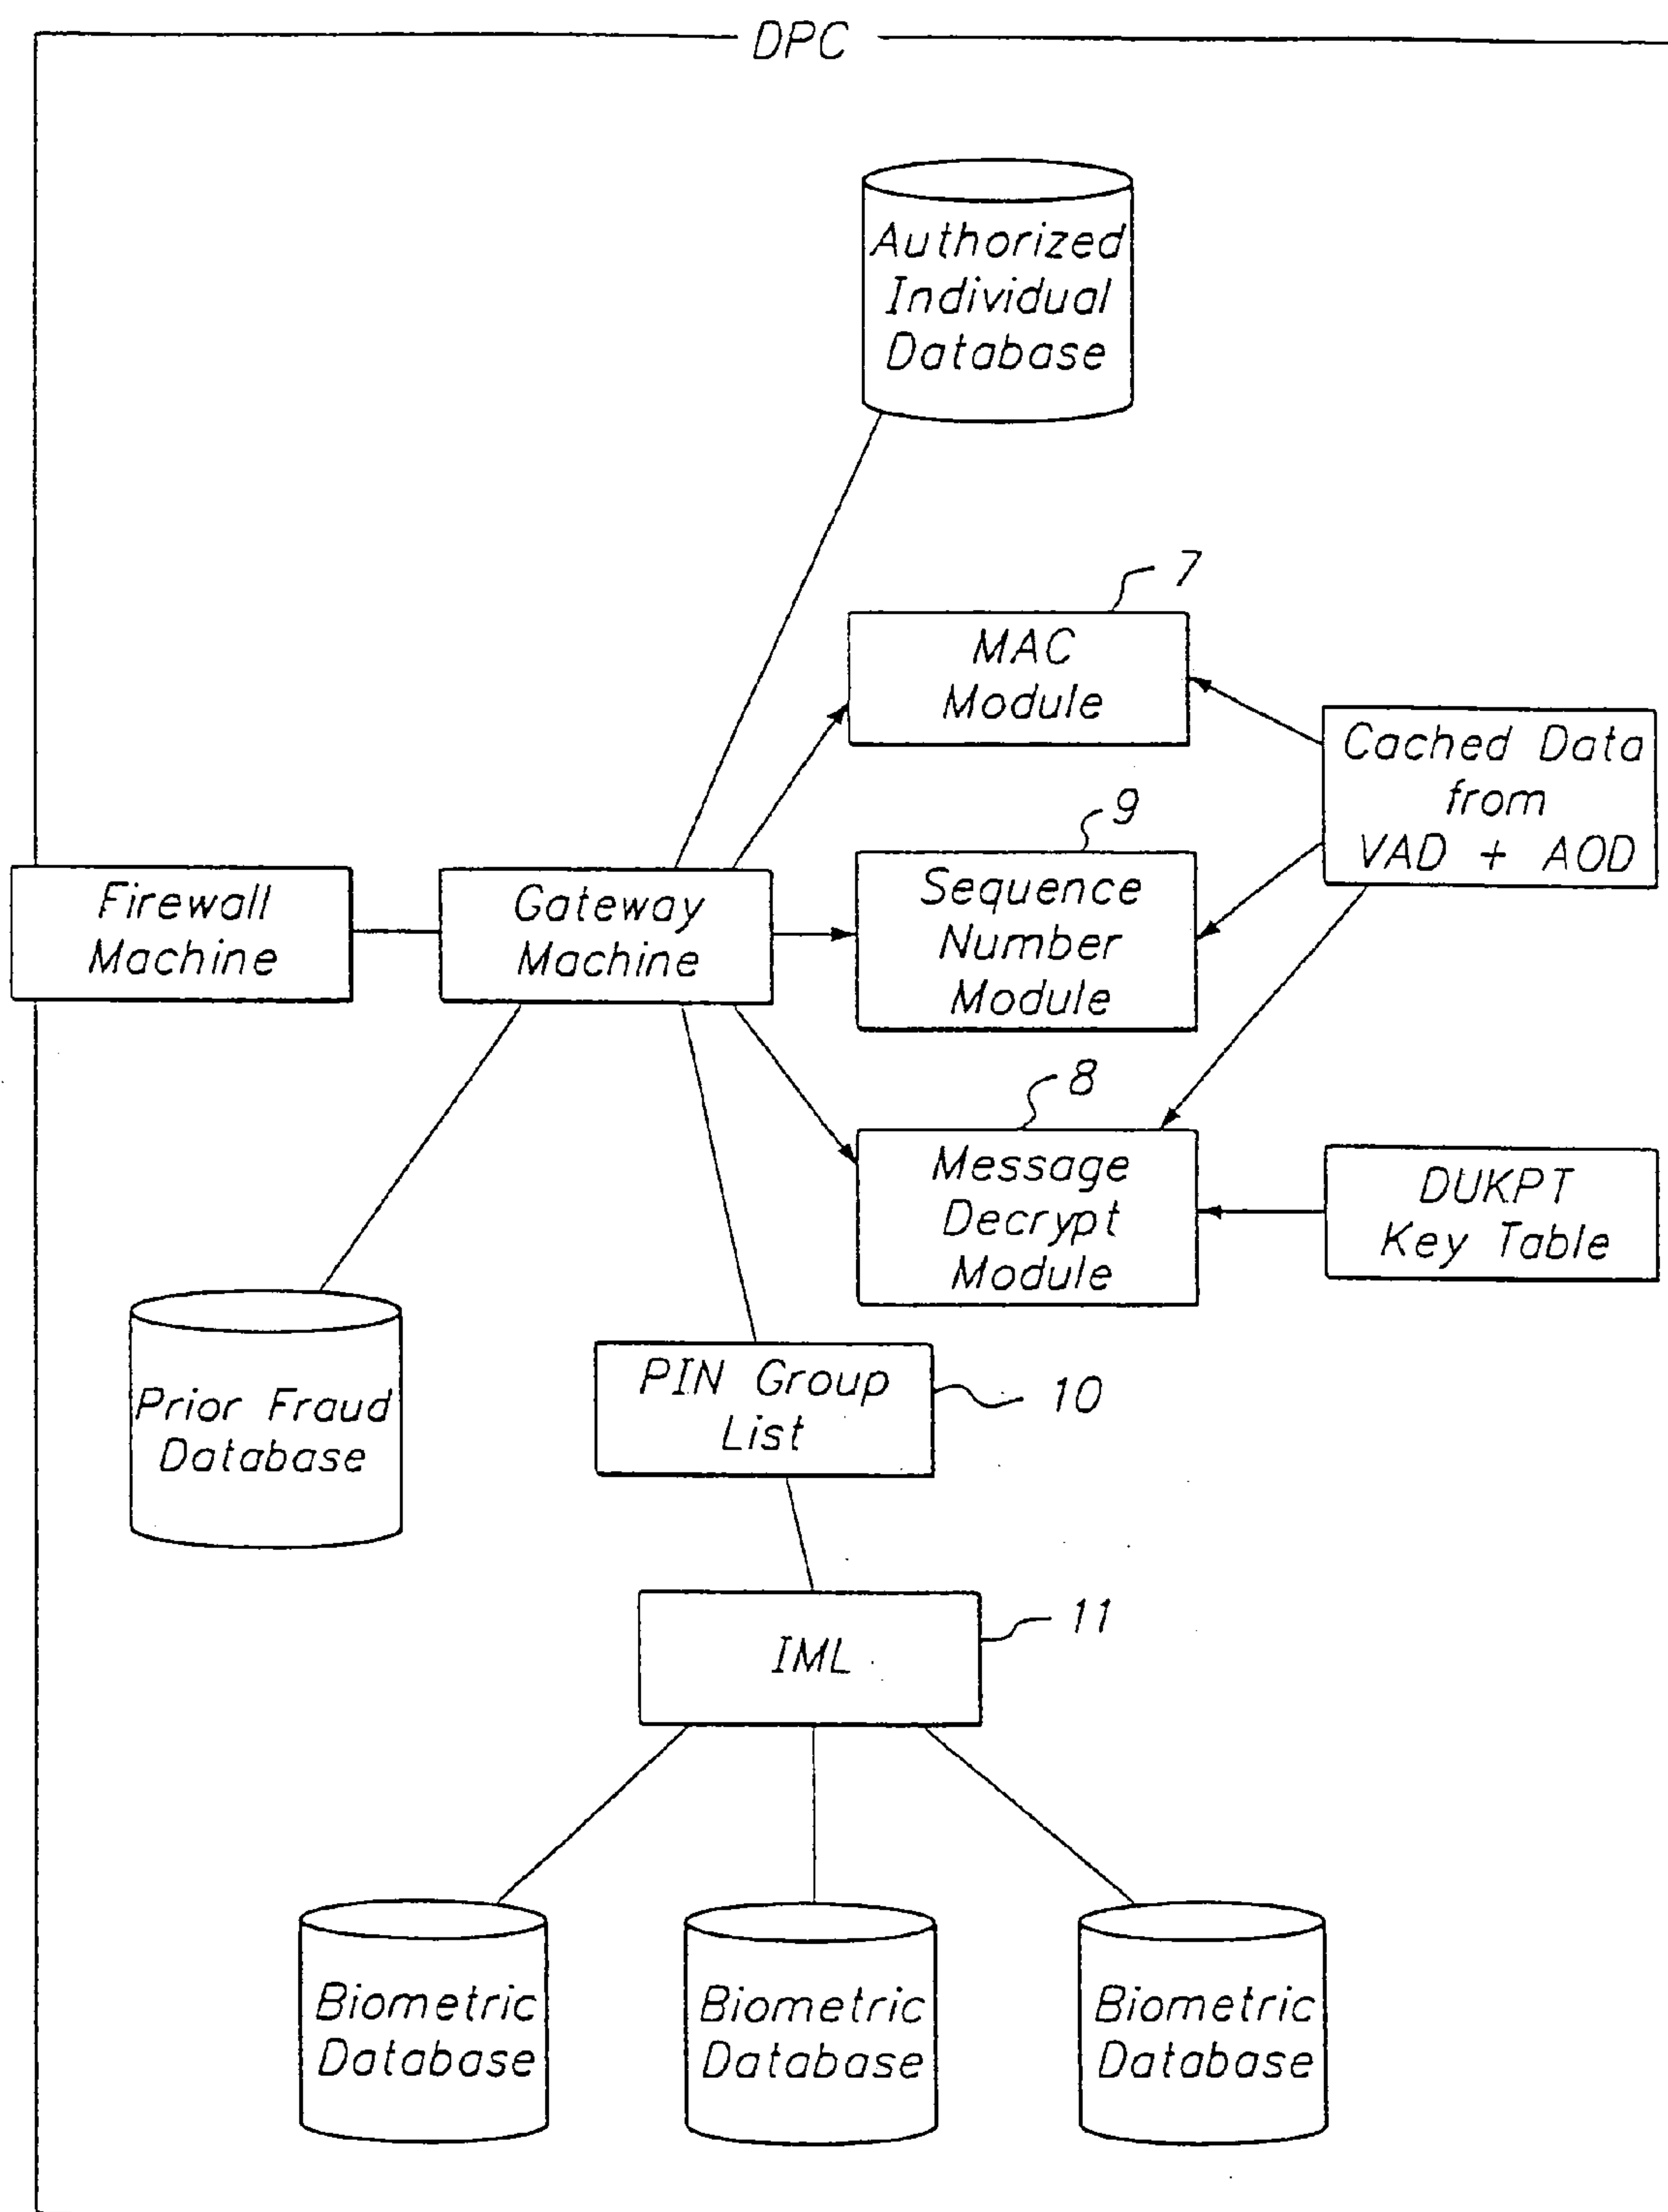 DPC
Authorized
Individual
Database
7
MAC
Module
Cached Data
from
VAD + AOD
9
Sequence
Number
Module
Firewall
Machine
Gateway
Machine
8
Message
Decrypt
Module
DUKPT
Key Table
Prior Fraud
Database
PIN Group
List
10
IML
11
Biometric
Database
Biometric
Database
Biometric
Database